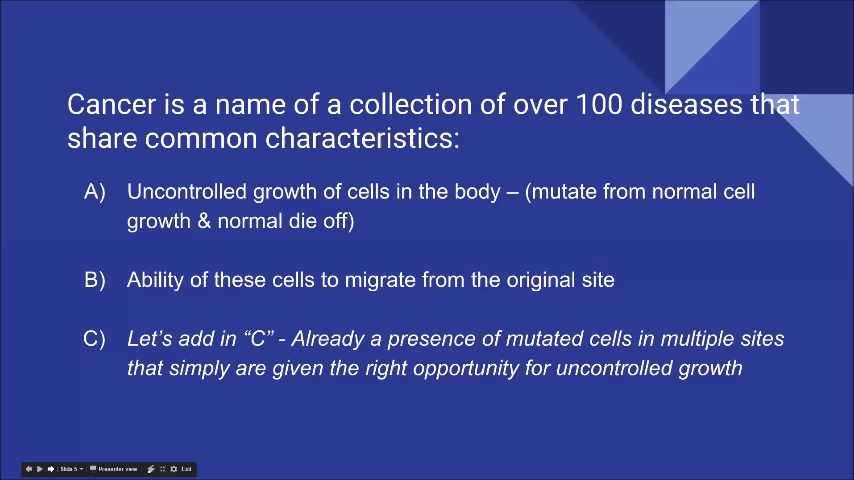 Cancer is a name of a collection of over 100 diseases that
share common characteristics:
A) Uncontrolled growth of cells in the body – (mutate from normal cell
growth & normal die off)
B) Ability of these cells to migrate from the original site
C) Let’s add in “C” - Already a presence of mutated cells in multiple sites
that simply are given the right opportunity for uncontrolled growth
Slide 5 Presenter view Exit